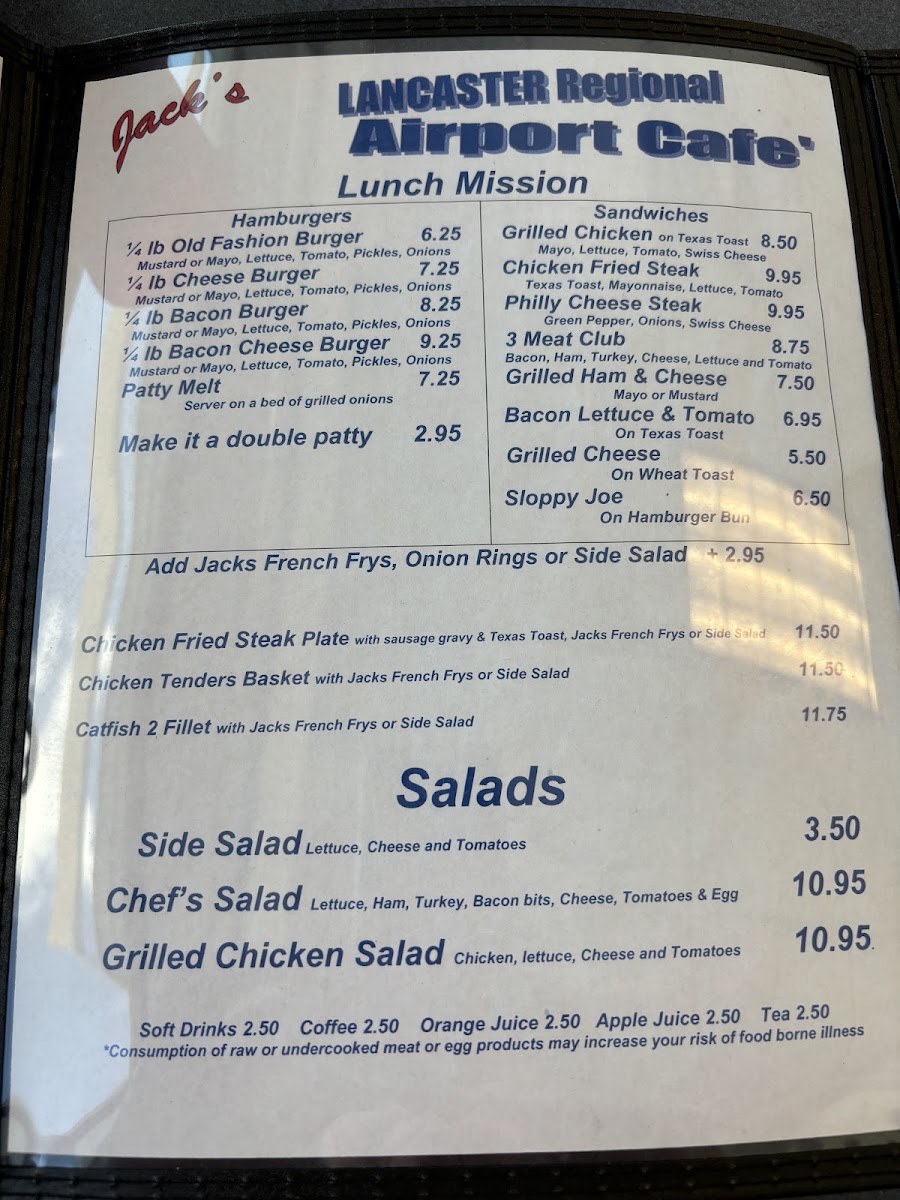 Jack's
LANCASTER Regional
Airport Cafe'
Lunch Mission
Hamburgers
¼ lb Old Fashion Burger 6.25
Mustard or Mayo, Lettuce, Tomato, Pickles, Onions
¼ lb Cheese Burger 7.25
Mustard or Mayo, Lettuce, Tomato, Pickles, Onions
¼ lb Bacon Burger 8.25
Mustard or Mayo, Lettuce, Tomato, Pickles, Onions
¼ lb Bacon Cheese Burger 9.25
Mustard or Mayo, Lettuce, Tomato, Pickles, Onions
Patty Melt 7.25
Server on a bed of grilled onions
Make it a double patty 2.95
Sandwiches
Grilled Chicken on Texas Toast 8.50
Mayo, Lettuce, Tomato, Swiss Cheese
Chicken Fried Steak 9.95
Texas Toast, Mayonnaise, Lettuce, Tomato
Philly Cheese Steak 9.95
Green Pepper, Onions, Swiss Cheese
3 Meat Club 8.75
Bacon, Ham, Turkey, Cheese, Lettuce and Tomato
Grilled Ham & Cheese 7.50
Mayo or Mustard
Bacon Lettuce & Tomato 6.95
On Texas Toast
Grilled Cheese 5.50
On Wheat Toast
Sloppy Joe 6.50
On Hamburger Bun
Add Jacks French Frys, Onion Rings or Side Salad + 2.95
Chicken Fried Steak Plate with sausage gravy & Texas Toast, Jacks French Frys or Side Salad 11.50
Chicken Tenders Basket with Jacks French Frys or Side Salad 11.50
Catfish 2 Fillet with Jacks French Frys or Side Salad 11.75
Salads
Side Salad Lettuce, Cheese and Tomatoes 3.50
Chef's Salad Lettuce, Ham, Turkey, Bacon bits, Cheese, Tomatoes & Egg 10.95
Grilled Chicken Salad Chicken, lettuce, Cheese and Tomatoes 10.95.
Soft Drinks 2.50 Coffee 2.50 Orange Juice 2.50 Apple Juice 2.50 Tea 2.50
*Consumption of raw or undercooked meat or egg products may increase your risk of food borne illness